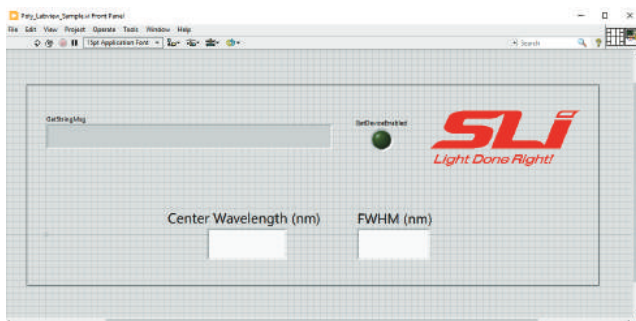 Poly_Labview_Sample.vi Front Panel
File Edit View Project Operate Tools Window Help
15pt Application Font
Search
GetStringMsg
GetDeviceEnabled
SLi
Light Done Right!
Center Wavelength (nm)
FWHM (nm)